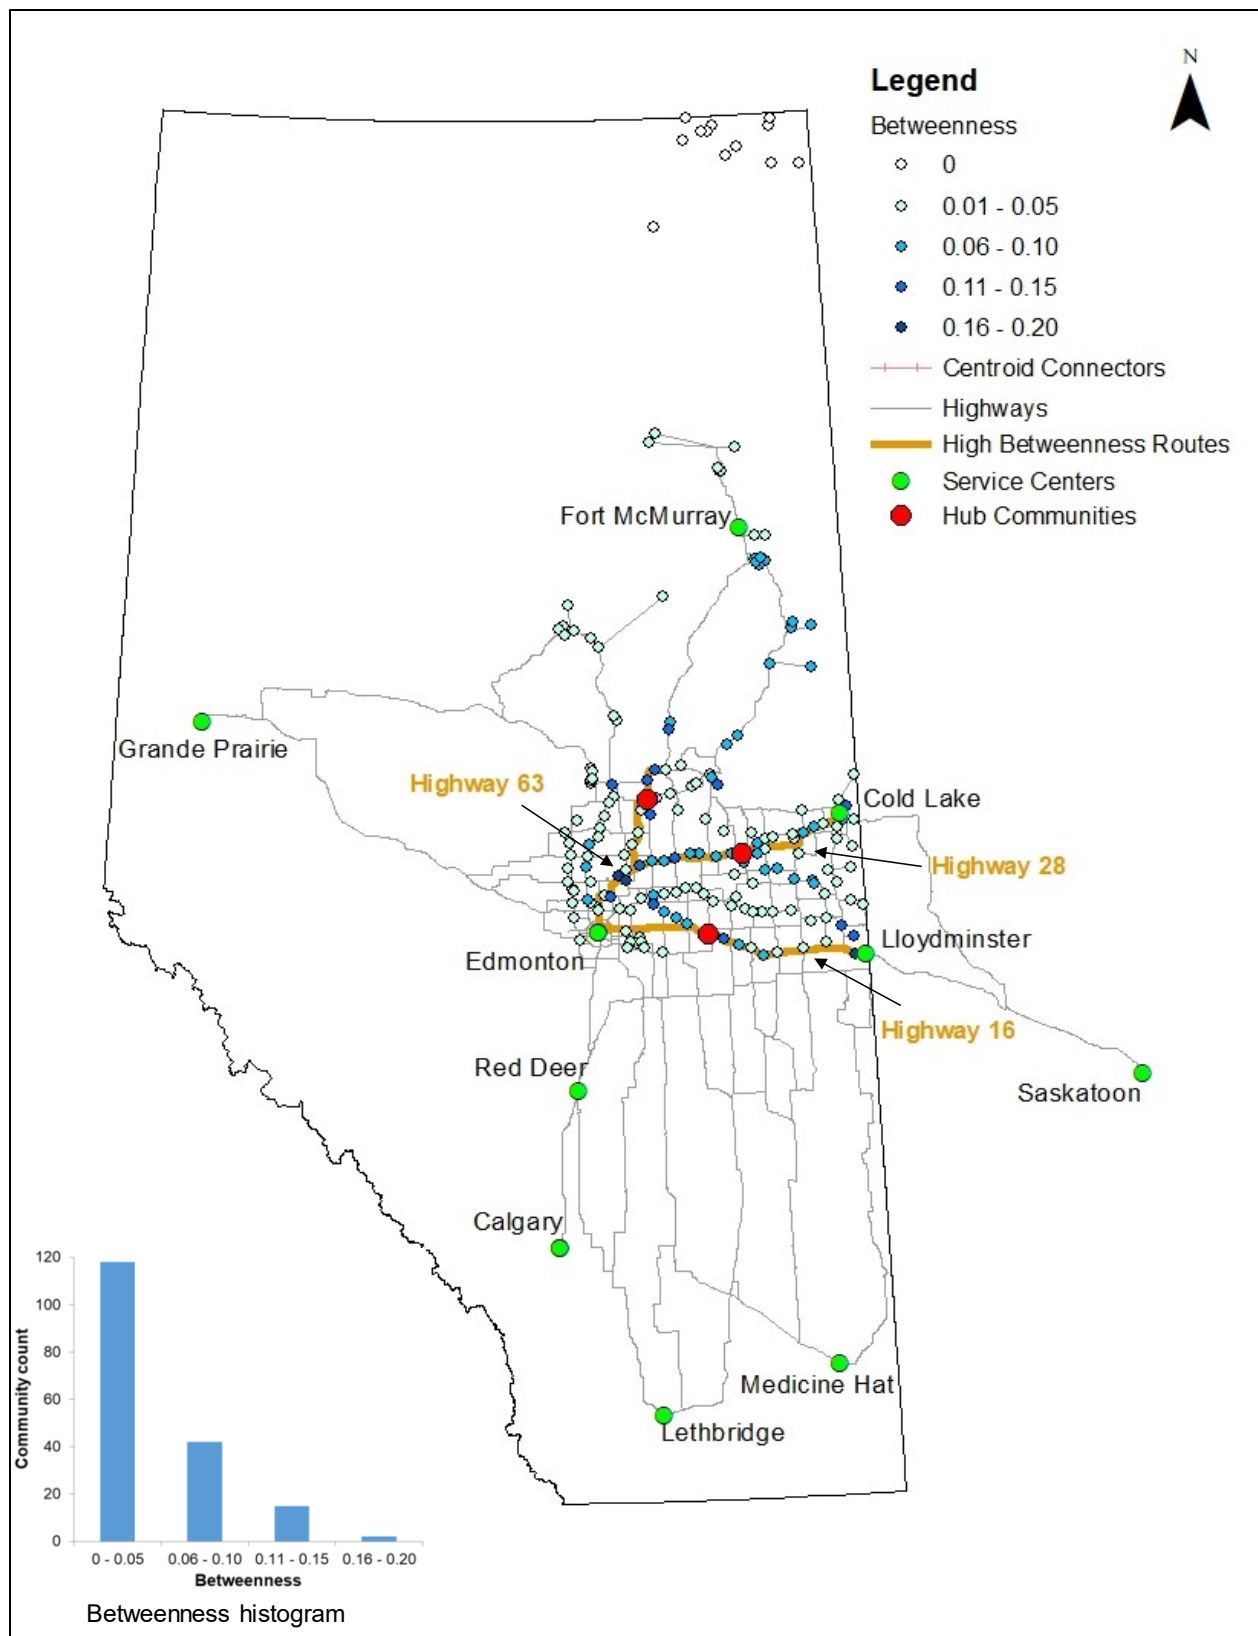 N
Legend
Betweenness
0
0.01 - 0.05
0.06 - 0.10
0.11 - 0.15
0.16 - 0.20
Centroid Connectors
Highways
High Betweenness Routes
Service Centers
Hub Communities
Fort McMurray
Grande Prairie
Highway 63
Cold Lake
Highway 28
Lloydminster
Edmonton
Highway 16
Red Deer
Saskatoon
Calgary
Medicine Hat
Lethbridge
120
100
80
60
40
20
0
Community count
0 - 0.05 0.06 - 0.10 0.11 - 0.15 0.16 - 0.20
Betweenness
Betweenness histogram